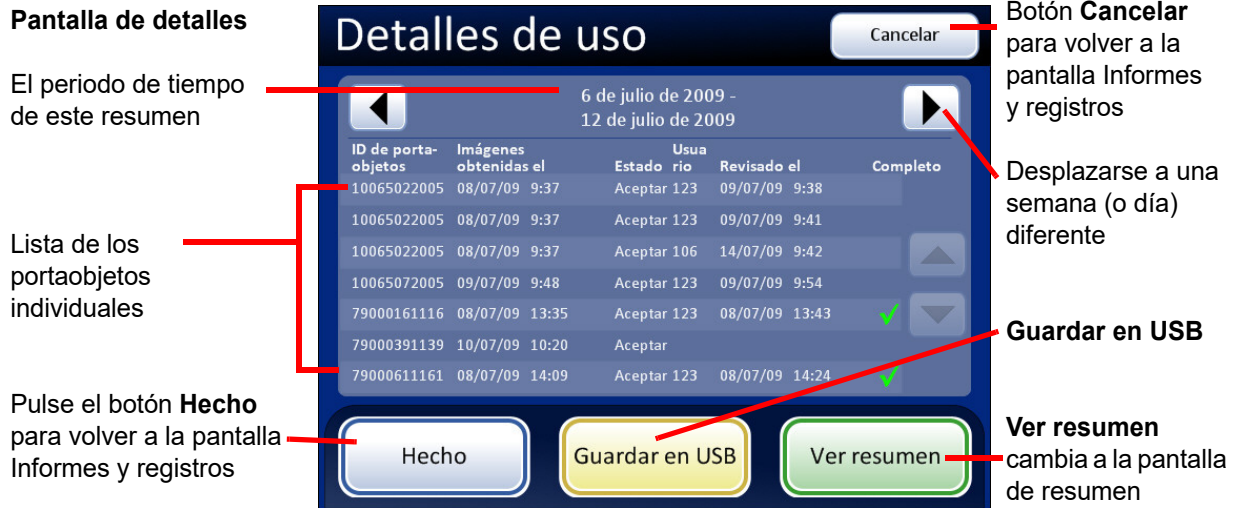 Pantalla de detalles
El periodo de tiempo
de este resumen
Lista de los
portaobjetos
individuales
Pulse el botón Hecho
para volver a la pantalla
Informes y registros
Detalles de uso
Cancelar
6 de julio de 2009 -
12 de julio de 2009
ID de porta- Imágenes Usua
objetos obtenidas el Estado rio Revisado el Completo
10065022005 08/07/09 9:37 Aceptar 123 09/07/09 9:38
10065022005 08/07/09 9:37 Aceptar 123 09/07/09 9:41
10065022005 08/07/09 9:37 Aceptar 106 14/07/09 9:42
10065072005 09/07/09 9:48 Aceptar 123 09/07/09 9:54
79000161116 08/07/09 13:35 Aceptar 123 08/07/09 13:43 ✓
79000391139 10/07/09 10:20 Aceptar
79000611161 08/07/09 14:09 Aceptar 123 08/07/09 14:24 ✓
Hecho
Guardar en USB
Ver resumen
Botón Cancelar
para volver a la
pantalla Informes
y registros
Desplazarse a una
semana (o día)
diferente
Guardar en USB
Ver resumen
cambia a la pantalla
de resumen